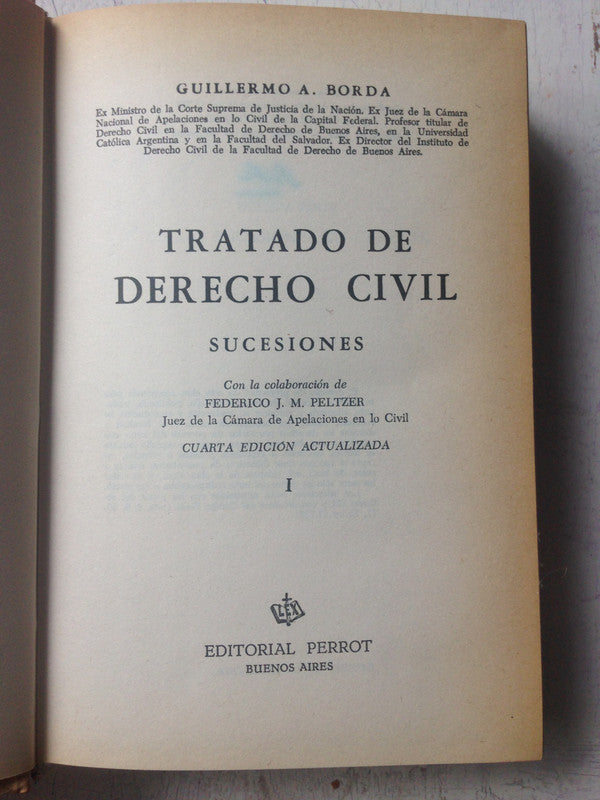 GUILLERMO A. BORDA
Ex Ministro de la Corte Suprema de Justicia de la Nación. Ex Juez de la Cámara
Nacional de Apelaciones en lo Civil de la Capital Federal. Profesor titular de
Derecho Civil en la Facultad de Derecho de Buenos Aires, en la Universidad
Católica Argentina y en la Facultad del Salvador. Ex Director del Instituto de
Derecho Civil de la Facultad de Derecho de Buenos Aires.
TRATADO DE
DERECHO CIVIL
SUCESIONES
Con la colaboración de
FEDERICO J. M. PELTZER
Juez de la Cámara de Apelaciones en lo Civil
CUARTA EDICIÓN ACTUALIZADA
I
LEX
EDITORIAL PERROT
BUENOS AIRES